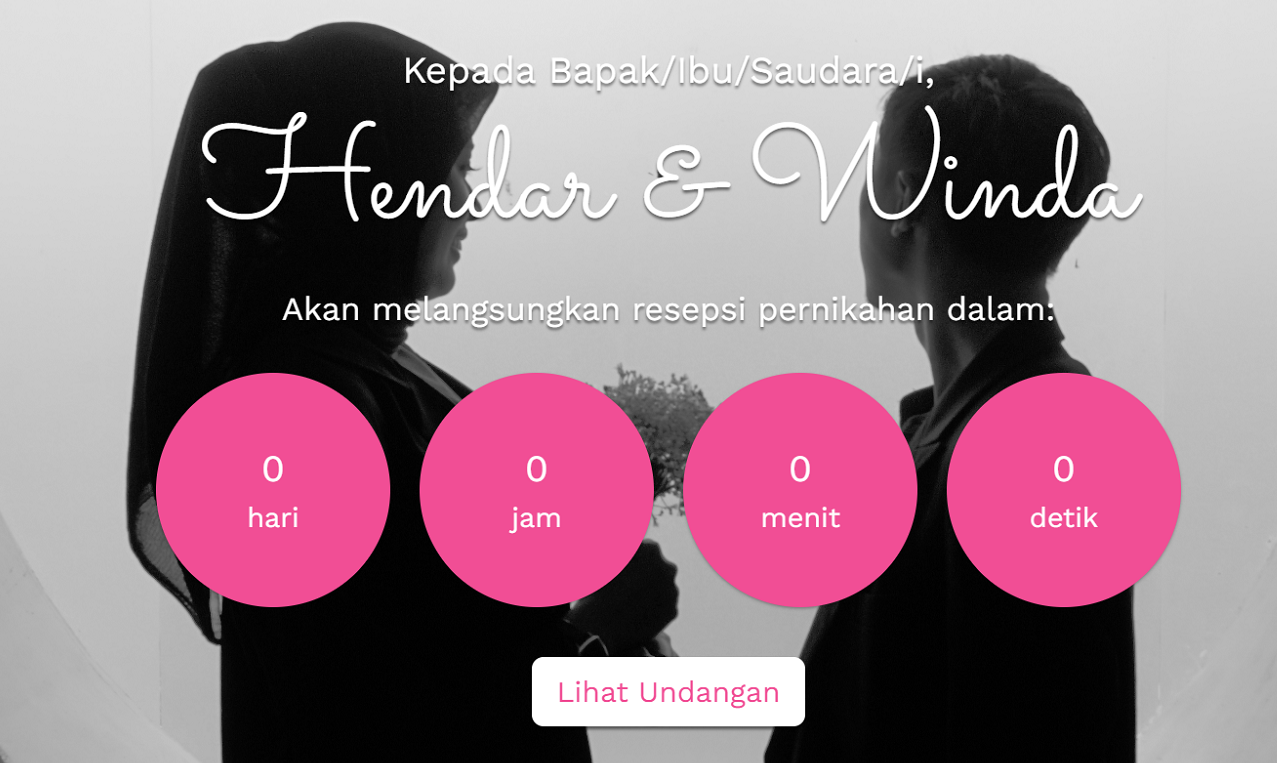 Kepada Bapak/Ibu/Saudara/i,
Hendar & Winda
Akan melangsungkan resepsi pernikahan dalam:
0 0 0 0
hari jam menit detik
Lihat Undangan